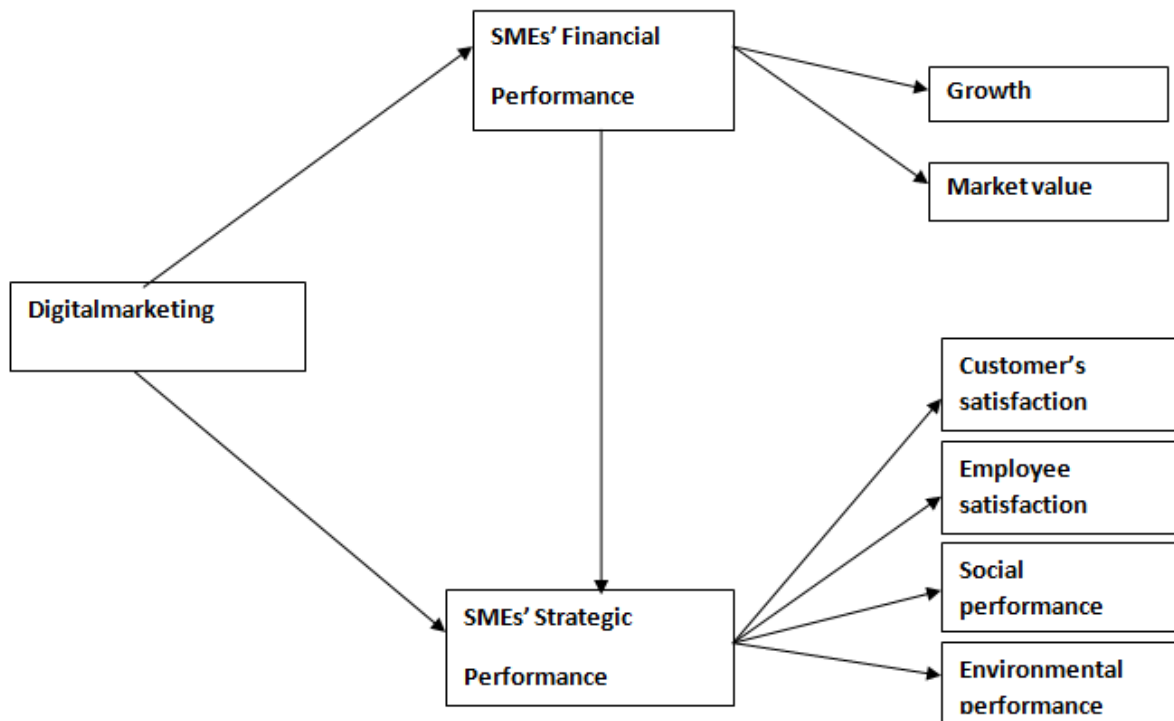 SMEs’ Financial
Performance
Growth
Market value
Digitalmarketing
Customer’s
satisfaction
Employee
satisfaction
Social
performance
SMEs’ Strategic
Performance
Environmental
performance